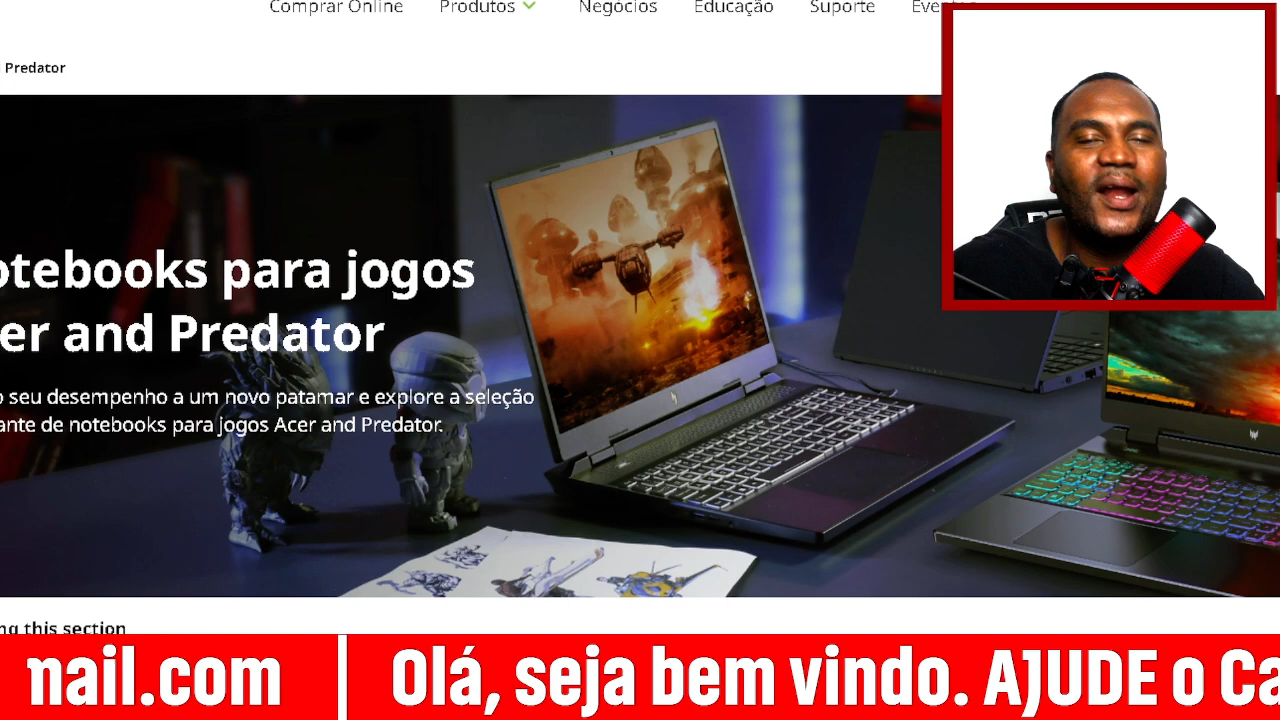 Comprar Online Produtos Negócios Educação Suporte
Predator
otebooks para jogos
er and Predator
o seu desempenho a um novo patamar e explore a seleção
ante de notebooks para jogos Acer and Predator.
ng this section
nail.com | Olá, seja bem vindo. AJUDE o Ca